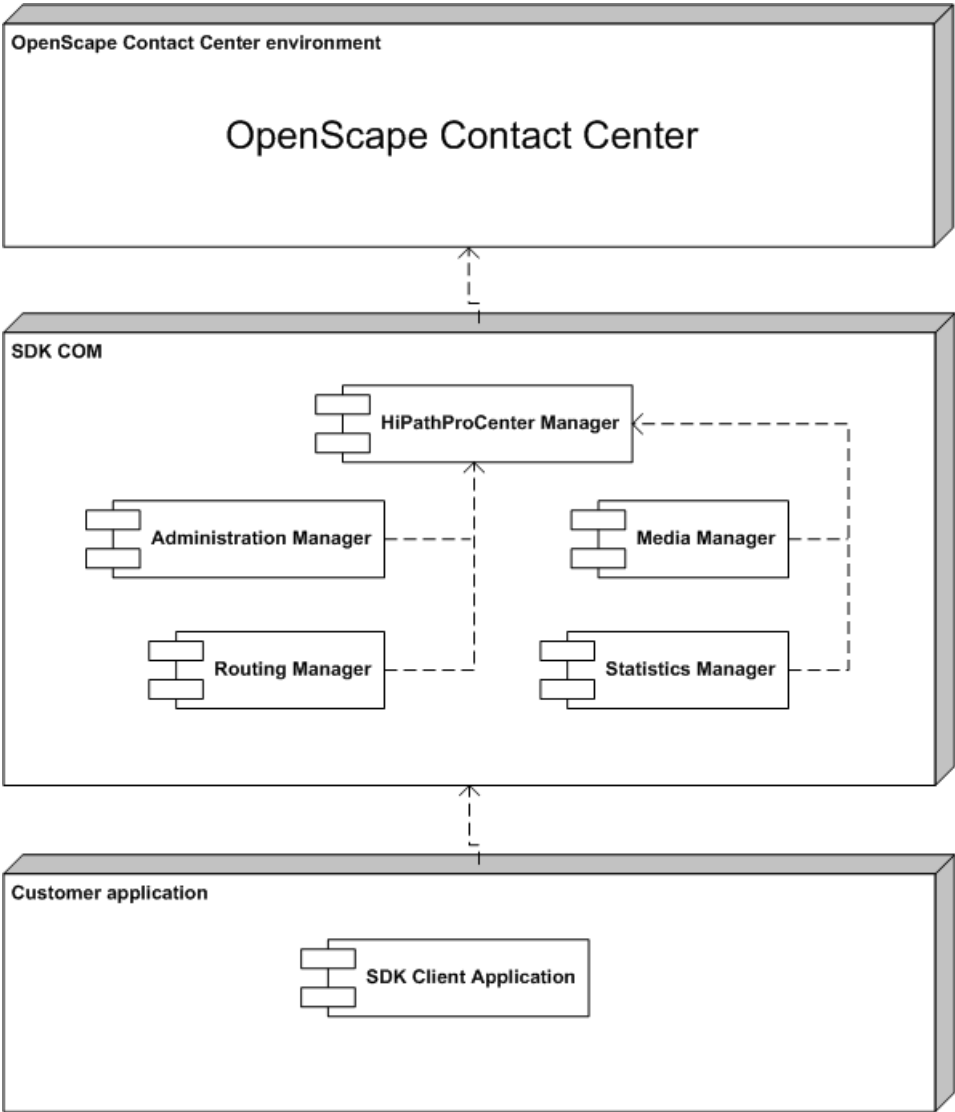 OpenScape Contact Center environment
OpenScape Contact Center
SDK COM
HiPathProCenter Manager
Administration Manager
Media Manager
Routing Manager
Statistics Manager
Customer application
SDK Client Application